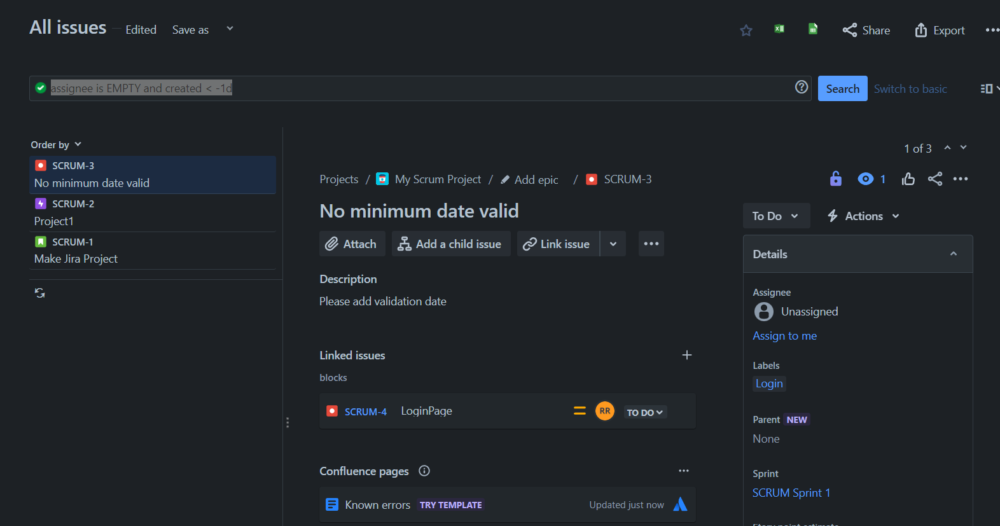 All issues
Edited
Save as
Share
Export
assignee is EMPTY and created < -1d
Search
Switch to basic
Order by
SCRUM-3
No minimum date valid
SCRUM-2
Project1
SCRUM-1
Make Jira Project
1 of 3
Projects / My Scrum Project / Add epic / SCRUM-3
1
No minimum date valid
Attach
Add a child issue
Link issue
Description
Please add validation date
Linked issues
blocks
SCRUM-4 LoginPage RR TO DO
Confluence pages
Known errors TRY TEMPLATE Updated just now
To Do
Actions
Details
Assignee
Unassigned
Assign to me
Labels
Login
Parent NEW
None
Sprint
SCRUM Sprint 1